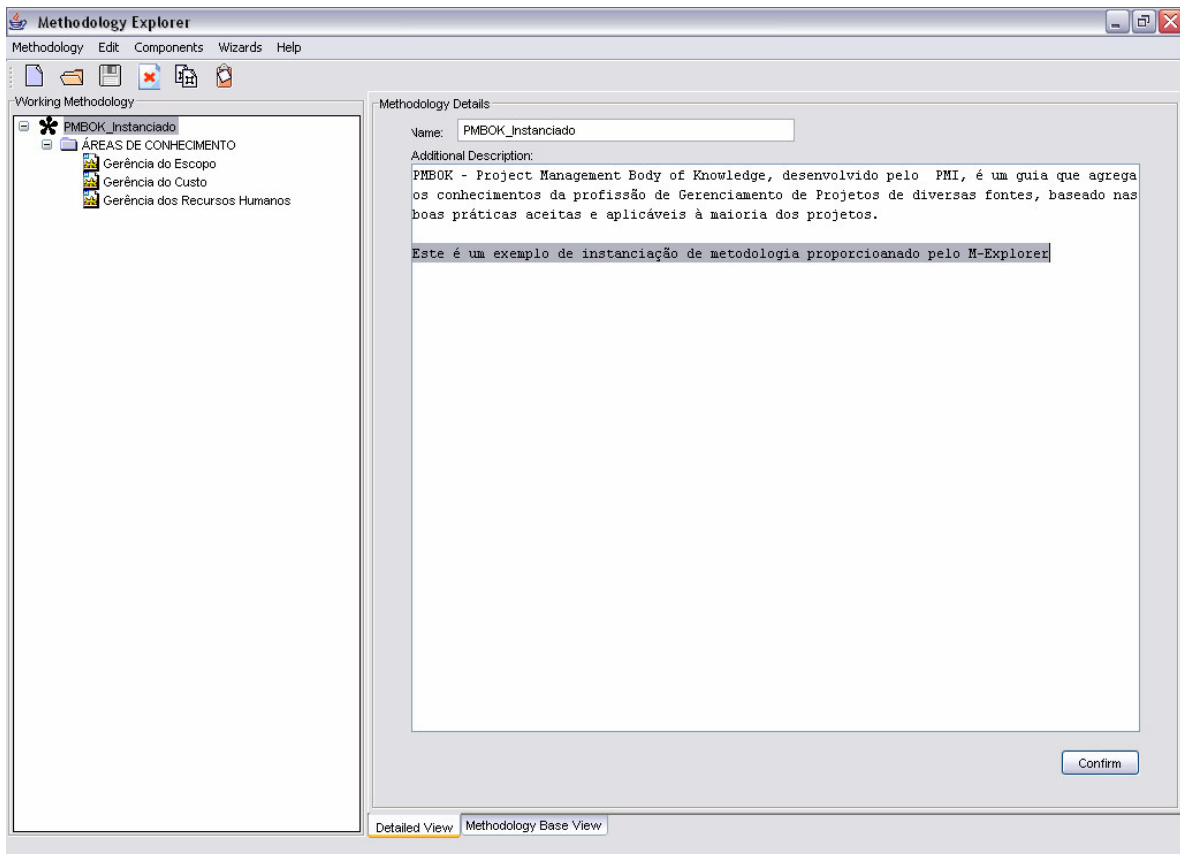 Methodology Explorer
Methodology Edit Components Wizards Help
Working Methodology
PMBOK_Instanciado
ÁREAS DE CONHECIMENTO
Gerência do Escopo
Gerência do Custo
Gerência dos Recursos Humanos
Methodology Details
Name: PMBOK_Instanciado
Additional Description:
PMBOK - Project Management Body of Knowledge, desenvolvido pelo  PMI, é um guia que agrega
os conhecimentos da profissão de Gerenciamento de Projetos de diversas fontes, baseado nas
boas práticas aceitas e aplicáveis à maioria dos projetos.
Este é um exemplo de instanciação de metodologia proporcioanado pelo M-Explorer
Confirm
Detailed View Methodology Base View